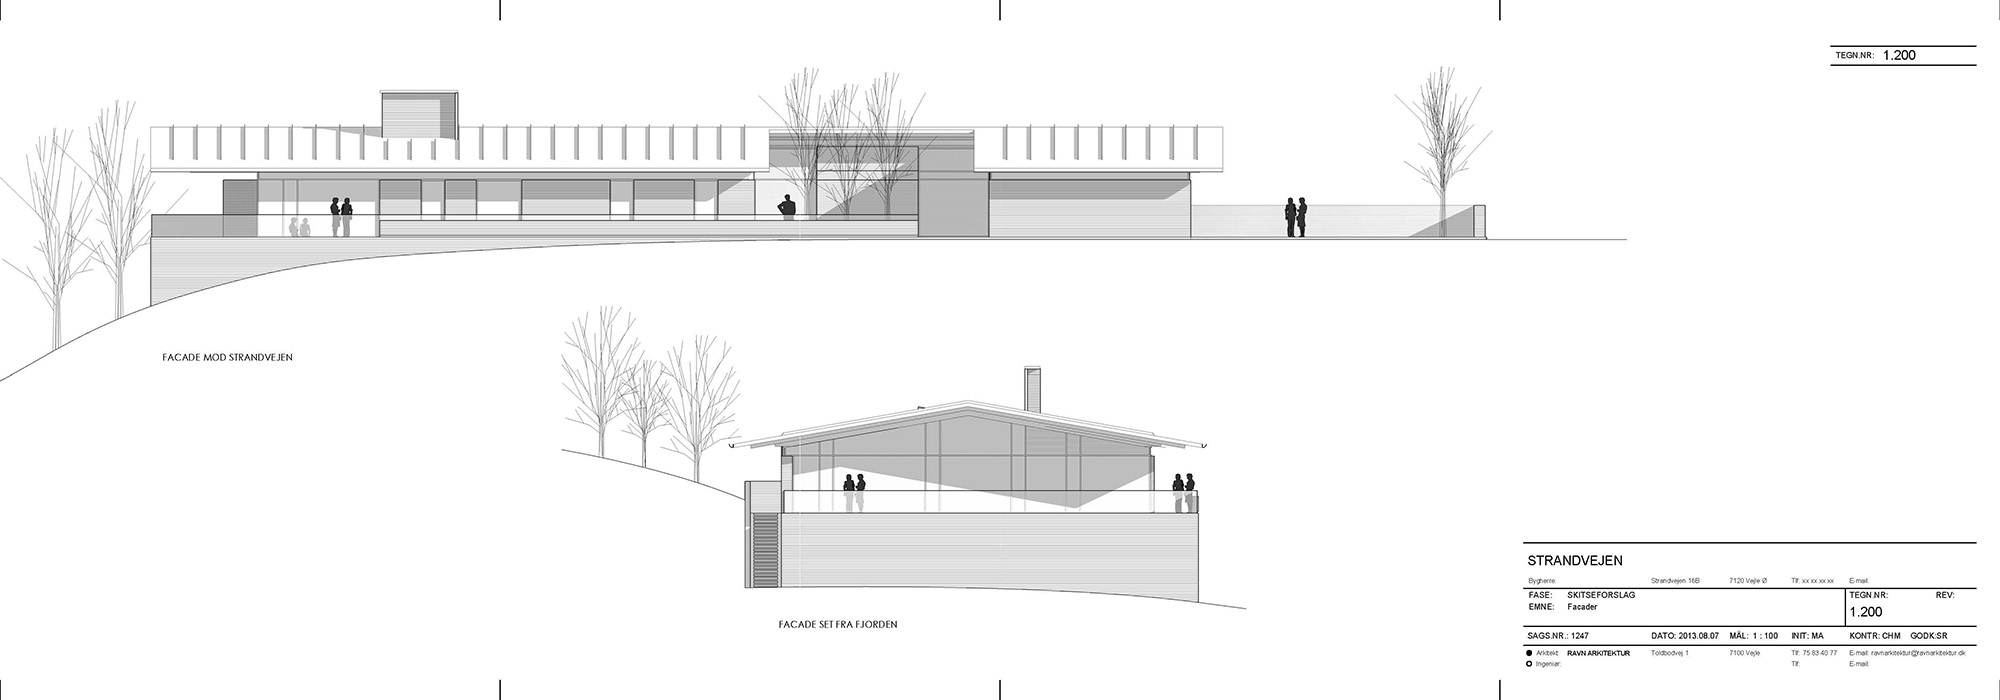 TEGN.NR: 1.200
FACADE MOD STRANDVEJEN
FACADE SET FRA FJORDEN
STRANDVEJEN
Bygherre: Strandvejen 16B 7120 Vejle Ø Tlf. xx xx xx xx E-mail:
FASE: SKITSEFORSLAG TEGN.NR: REV:
EMNE: Facader 1.200
SAGS.NR.: 1247 DATO: 2013.08.07 MÅL: 1 : 100 INIT: MA KONTR: CHM GODK:SR
Arkitekt: RAVN ARKITEKTUR Toldbodvej 1 7100 Vejle Tlf. 75 83 40 77 E-mail: ravnarkitektur@ravnarkitektur.dk
Ingeniør: Tlf. E-mail: